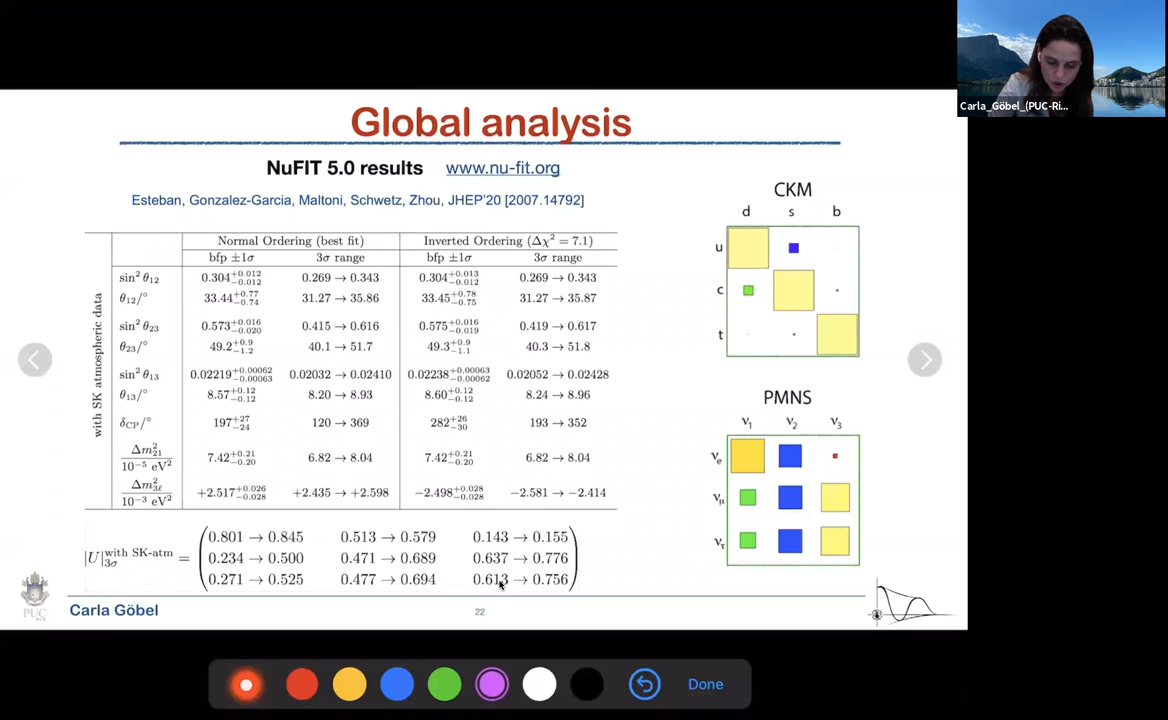 Carla_Göbel_(PUC-Ri...
Global analysis
NuFIT 5.0 results www.nu-fit.org
Esteban, Gonzalez-Garcia, Maltoni, Schwetz, Zhou, JHEP'20 [2007.14792]
with SK atmospheric data
Normal Ordering (best fit) Inverted Ordering (Δχ² = 7.1)
bfp ±1σ 3σ range bfp ±1σ 3σ range
sin² θ₁₂ 0.304 +0.012 −0.012 0.269 → 0.343 0.304 +0.013 −0.012 0.269 → 0.343
θ₁₂/° 33.44 +0.77 −0.74 31.27 → 35.86 33.45 +0.78 −0.75 31.27 → 35.87
sin² θ₂₃ 0.573 +0.016 −0.020 0.415 → 0.616 0.575 +0.016 −0.019 0.419 → 0.617
θ₂₃/° 49.2 +0.9 −1.2 40.1 → 51.7 49.3 +0.9 −1.1 40.3 → 51.8
sin² θ₁₃ 0.02219 +0.00062 −0.00063 0.02032 → 0.02410 0.02238 +0.00063 −0.00062 0.02052 → 0.02428
θ₁₃/° 8.57 +0.12 −0.12 8.20 → 8.93 8.60 +0.12 −0.12 8.24 → 8.96
δCP/° 197 +27 −24 120 → 369 282 +26 −30 193 → 352
Δm²₂₁ / 10⁻⁵ eV² 7.42 +0.21 −0.20 6.82 → 8.04 7.42 +0.21 −0.20 6.82 → 8.04
Δm²₃ℓ / 10⁻³ eV² +2.517 +0.026 −0.028 +2.435 → +2.598 −2.498 +0.028 −0.028 −2.581 → −2.414
|U| with SK-atm 3σ =
0.801 → 0.845 0.513 → 0.579 0.143 → 0.155
0.234 → 0.500 0.471 → 0.689 0.637 → 0.776
0.271 → 0.525 0.477 → 0.694 0.613 → 0.756
CKM
d s b
u
c
t
PMNS
ν₁ ν₂ ν₃
νe
νμ
ντ
PUC
RIO
Carla Göbel
22
Done